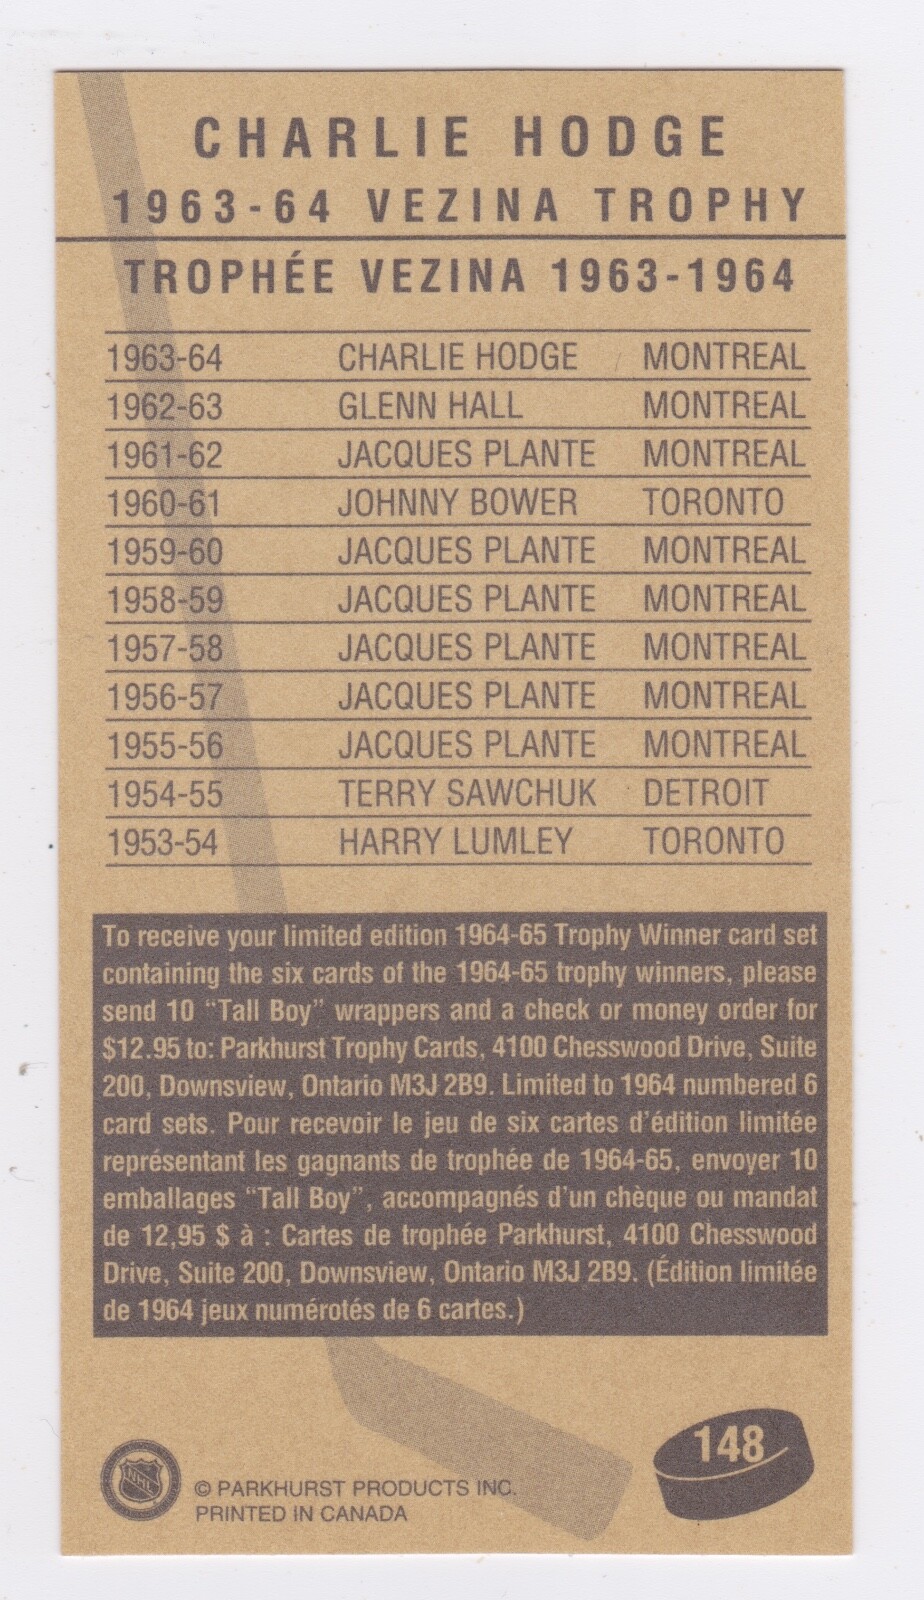 CHARLIE HODGE
1963-64 VEZINA TROPHY
TROPHÉE VEZINA 1963-1964
1963-64 CHARLIE HODGE MONTREAL
1962-63 GLENN HALL MONTREAL
1961-62 JACQUES PLANTE MONTREAL
1960-61 JOHNNY BOWER TORONTO
1959-60 JACQUES PLANTE MONTREAL
1958-59 JACQUES PLANTE MONTREAL
1957-58 JACQUES PLANTE MONTREAL
1956-57 JACQUES PLANTE MONTREAL
1955-56 JACQUES PLANTE MONTREAL
1954-55 TERRY SAWCHUK DETROIT
1953-54 HARRY LUMLEY TORONTO
To receive your limited edition 1964-65 Trophy Winner card set
containing the six cards of the 1964-65 trophy winners, please
send 10 “Tall Boy” wrappers and a check or money order for
$12.95 to: Parkhurst Trophy Cards, 4100 Chesswood Drive, Suite
200, Downsview, Ontario M3J 2B9. Limited to 1964 numbered 6
card sets. Pour recevoir le jeu de six cartes d’édition limitée
représentant les gagnants de trophée de 1964-65, envoyer 10
emballages “Tall Boy”, accompagnés d’un chèque ou mandat
de 12,95 $ à : Cartes de trophée Parkhurst, 4100 Chesswood
Drive, Suite 200, Downsview, Ontario M3J 2B9. (Édition limitée
de 1964 jeux numérotés de 6 cartes.)
148
NHL
© PARKHURST PRODUCTS INC.
PRINTED IN CANADA